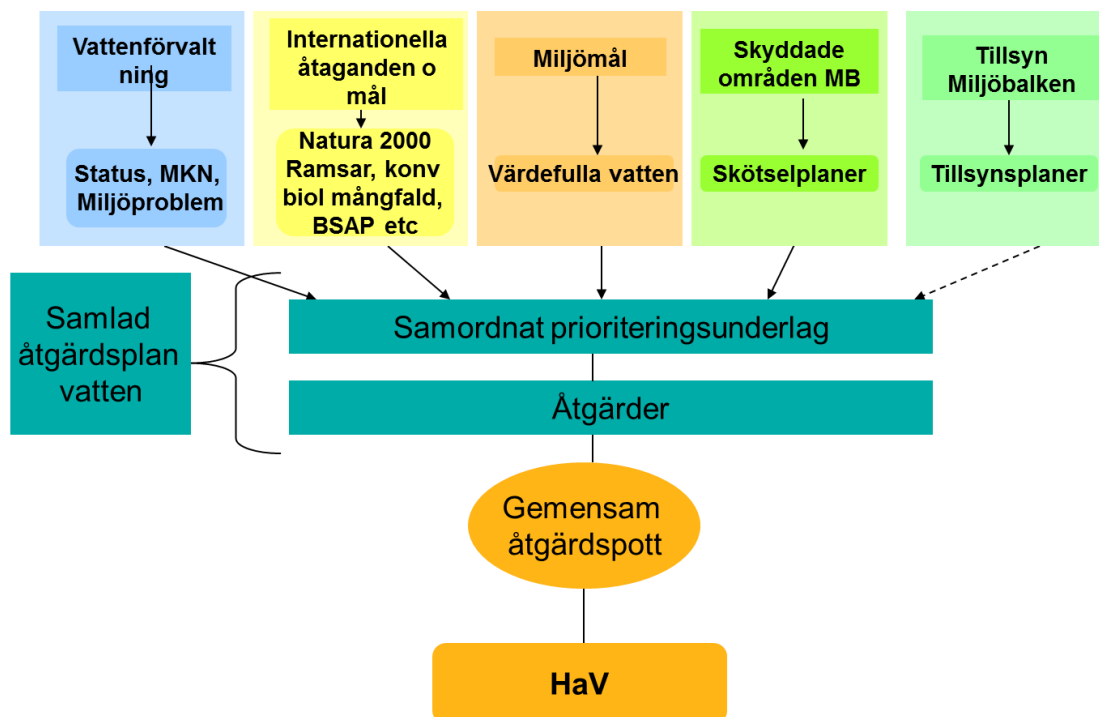 Vattenförvalt
ning
Internationella
åtaganden o
mål
Miljömål
Skyddade
områden MB
Tillsyn
Miljöbalken
Status, MKN,
Miljöproblem
Natura 2000
Ramsar, konv
biol mångfald,
BSAP etc
Värdefulla vatten
Skötselplaner
Tillsynsplaner
Samlad
åtgärdsplan
vatten
Samordnat prioriteringsunderlag
Åtgärder
Gemensam
åtgärdspott
HaV